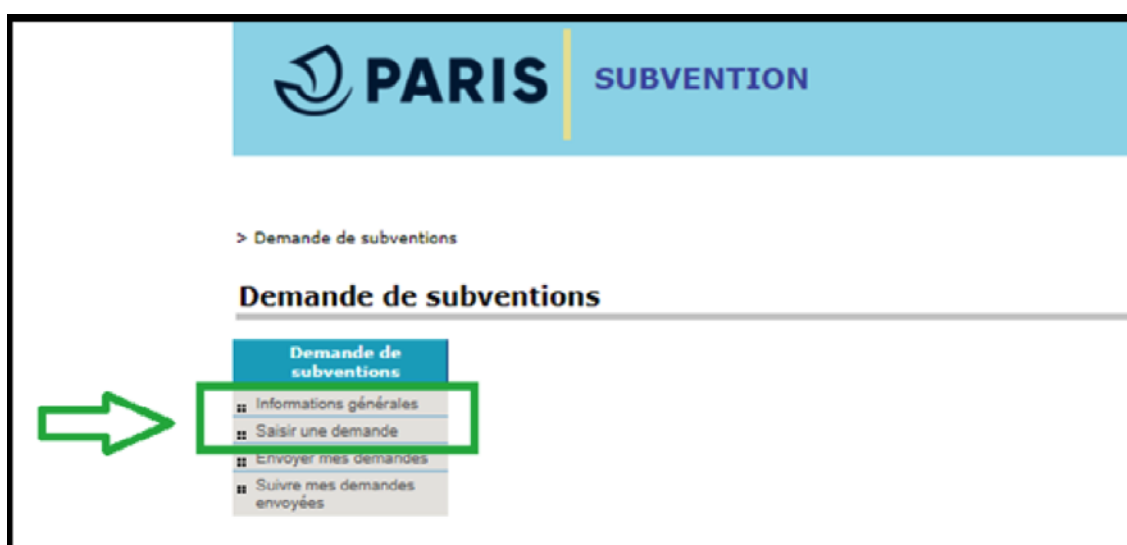 PARIS
SUBVENTION
> Demande de subventions
Demande de subventions
Demande de
subventions
Informations générales
Saisir une demande
Envoyer mes demandes
Suivre mes demandes
envoyées